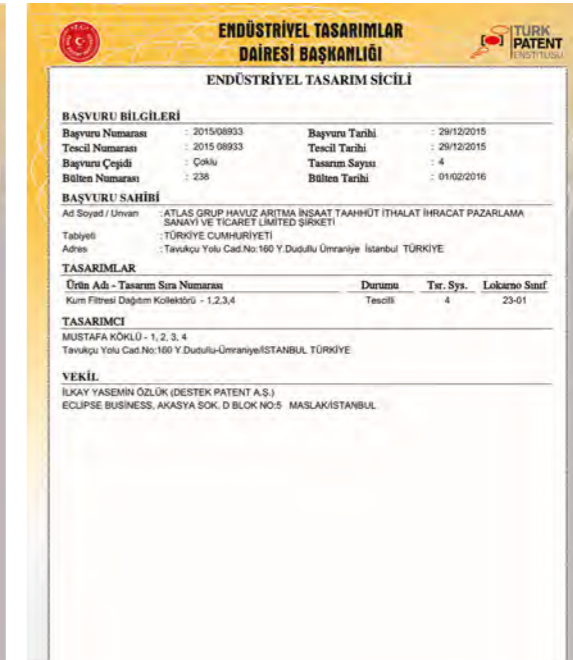 ENDÜSTRİYEL TASARIMLAR
DAİRESİ BAŞKANLIĞI
TÜRK
PATENT
ENSTİTÜSÜ
ENDÜSTRİYEL TASARIM SİCİLİ
BAŞVURU BİLGİLERİ
Başvuru Numarası : 2015/08933 Başvuru Tarihi : 29/12/2015
Tescil Numarası : 2015 08933 Tescil Tarihi : 29/12/2015
Başvuru Çeşidi : Çoklu Tasarım Sayısı : 4
Bülten Numarası : 238 Bülten Tarihi : 01/02/2016
BAŞVURU SAHİBİ
Ad Soyad / Unvan : ATLAS GRUP HAVUZ ARITMA İNŞAAT TAAHHÜT İTHALAT İHRACAT PAZARLAMA
SANAYİ VE TİCARET LİMİTED ŞİRKETİ
Tabiyeti : TÜRKİYE CUMHURİYETİ
Adres : Tavukçu Yolu Cad.No:160 Y.Dudullu Ümraniye İstanbul TÜRKİYE
TASARIMLAR
Ürün Adı - Tasarım Sıra Numarası Durumu Tsr. Sys. Lokarno Sınıf
Kum Filtresi Dağıtım Kollektörü - 1,2,3,4 Tescilli 4 23-01
TASARIMCI
MUSTAFA KÖKLÜ - 1, 2, 3, 4
Tavukçu Yolu Cad.No:160 Y.Dudullu-Ümraniye/İSTANBUL TÜRKİYE
VEKİL
İLKAY YASEMİN ÖZLÜK (DESTEK PATENT A.Ş.)
ECLIPSE BUSINESS, AKASYA SOK. D BLOK NO:5 MASLAK/İSTANBUL